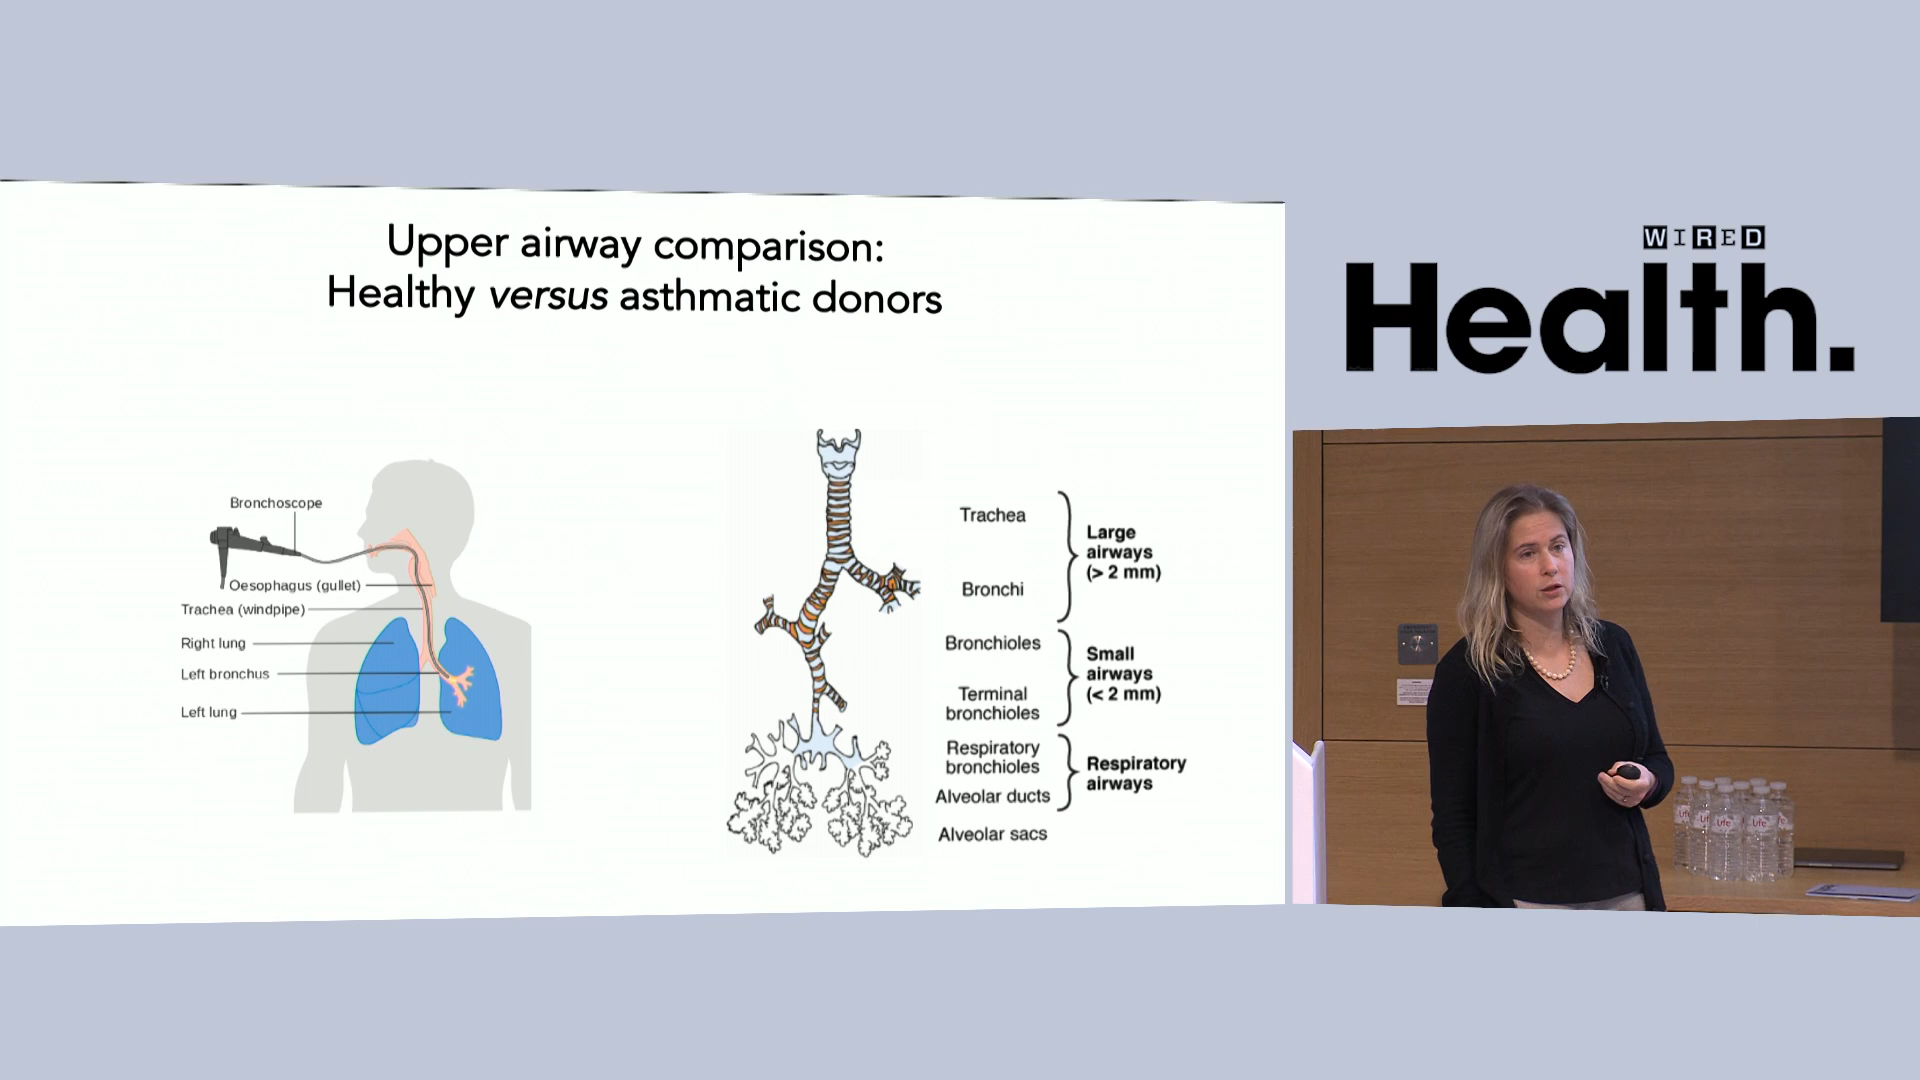 Upper airway comparison:
Healthy versus asthmatic donors
Bronchoscope
Oesophagus (gullet)
Trachea (windpipe)
Right lung
Left bronchus
Left lung
Trachea
Bronchi
Large
airways
(> 2 mm)
Bronchioles
Terminal
bronchioles
Small
airways
(< 2 mm)
Respiratory
bronchioles
Alveolar ducts
Respiratory
airways
Alveolar sacs
WIRED
Health.
Life
Life